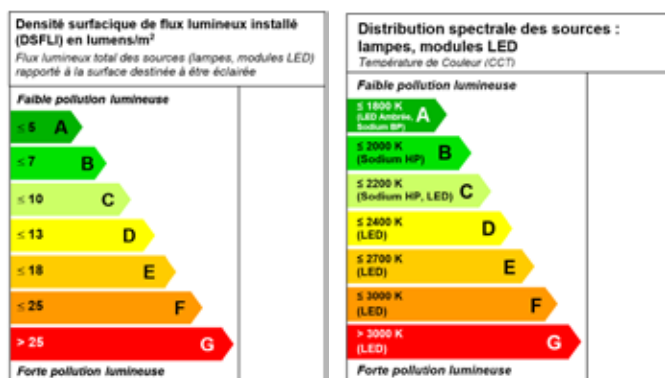 Densité surfacique de flux lumineux installé
(DSFLI) en lumens/m²
Flux lumineux total des sources (lampes, modules LED)
rapporté à la surface destinée à être éclairée
Faible pollution lumineuse
≤ 5 A
≤ 7 B
≤ 10 C
≤ 13 D
≤ 18 E
≤ 25 F
> 25 G
Forte pollution lumineuse
Distribution spectrale des sources :
lampes, modules LED
Température de Couleur (CCT)
Faible pollution lumineuse
≤ 1800 K
(LED Ambrée, A
Sodium BP)
≤ 2000 K
(Sodium HP) B
≤ 2200 K
(Sodium HP, LED) C
≤ 2400 K
(LED) D
≤ 2700 K
(LED) E
≤ 3000 K
(LED) F
> 3000 K
(LED) G
Forte pollution lumineuse